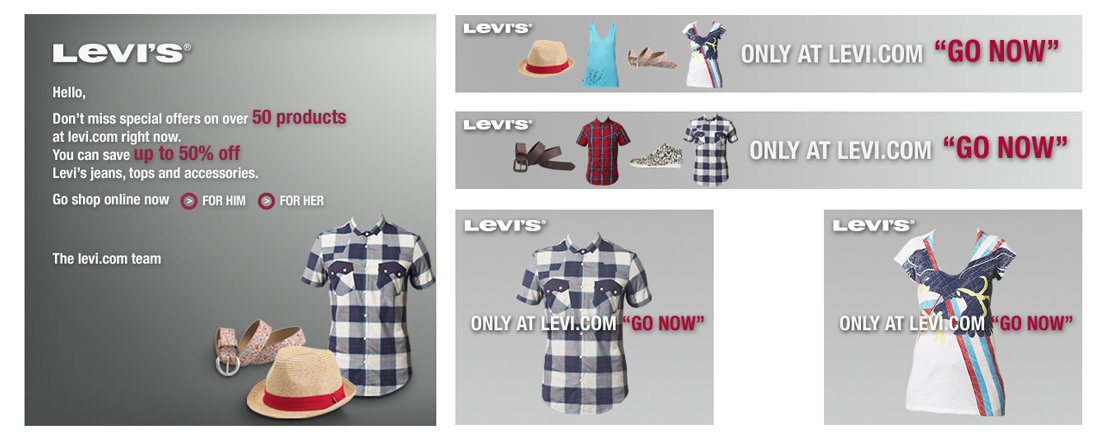 LEVI'S®
Hello,
Don't miss special offers on over 50 products
at levi.com right now.
You can save up to 50% off
Levi's jeans, tops and accessories.
Go shop online now > FOR HIM > FOR HER
The levi.com team
LEVI'S®
ONLY AT LEVI.COM “GO NOW”
LEVI'S®
ONLY AT LEVI.COM “GO NOW”
LEVI'S®
ONLY AT LEVI.COM “GO NOW”
LEVI'S®
ONLY AT LEVI.COM “GO NOW”